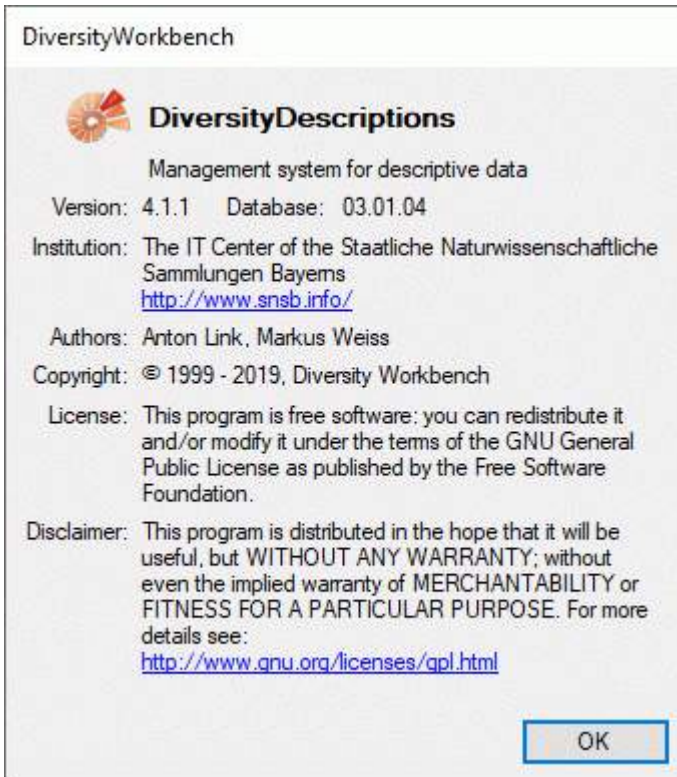 DiversityWorkbench
DiversityDescriptions
Management system for descriptive data
Version: 4.1.1 Database: 03.01.04
Institution: The IT Center of the Staatliche Naturwissenschaftliche
Sammlungen Bayerns
http://www.snsb.info/
Authors: Anton Link, Markus Weiss
Copyright: © 1999 - 2019, Diversity Workbench
License: This program is free software: you can redistribute it
and/or modify it under the terms of the GNU General
Public License as published by the Free Software
Foundation.
Disclaimer: This program is distributed in the hope that it will be
useful, but WITHOUT ANY WARRANTY; without
even the implied warranty of MERCHANTABILITY or
FITNESS FOR A PARTICULAR PURPOSE. For more
details see:
http://www.gnu.org/licenses/gpl.html
OK